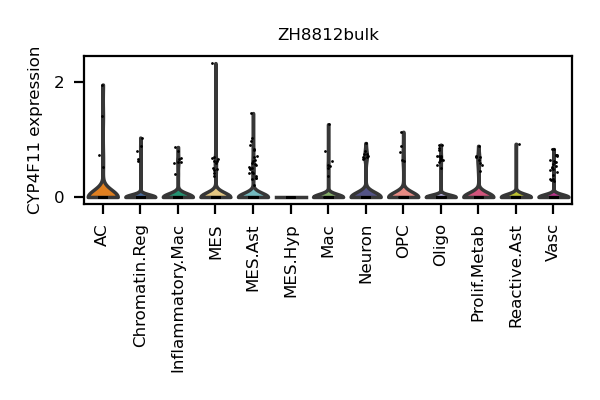 ZH8812bulk
CYP4F11 expression
2
0
AC
Chromatin.Reg
Inflammatory.Mac
MES
MES.Ast
MES.Hyp
Mac
Neuron
OPC
Oligo
Prolif.Metab
Reactive.Ast
Vasc